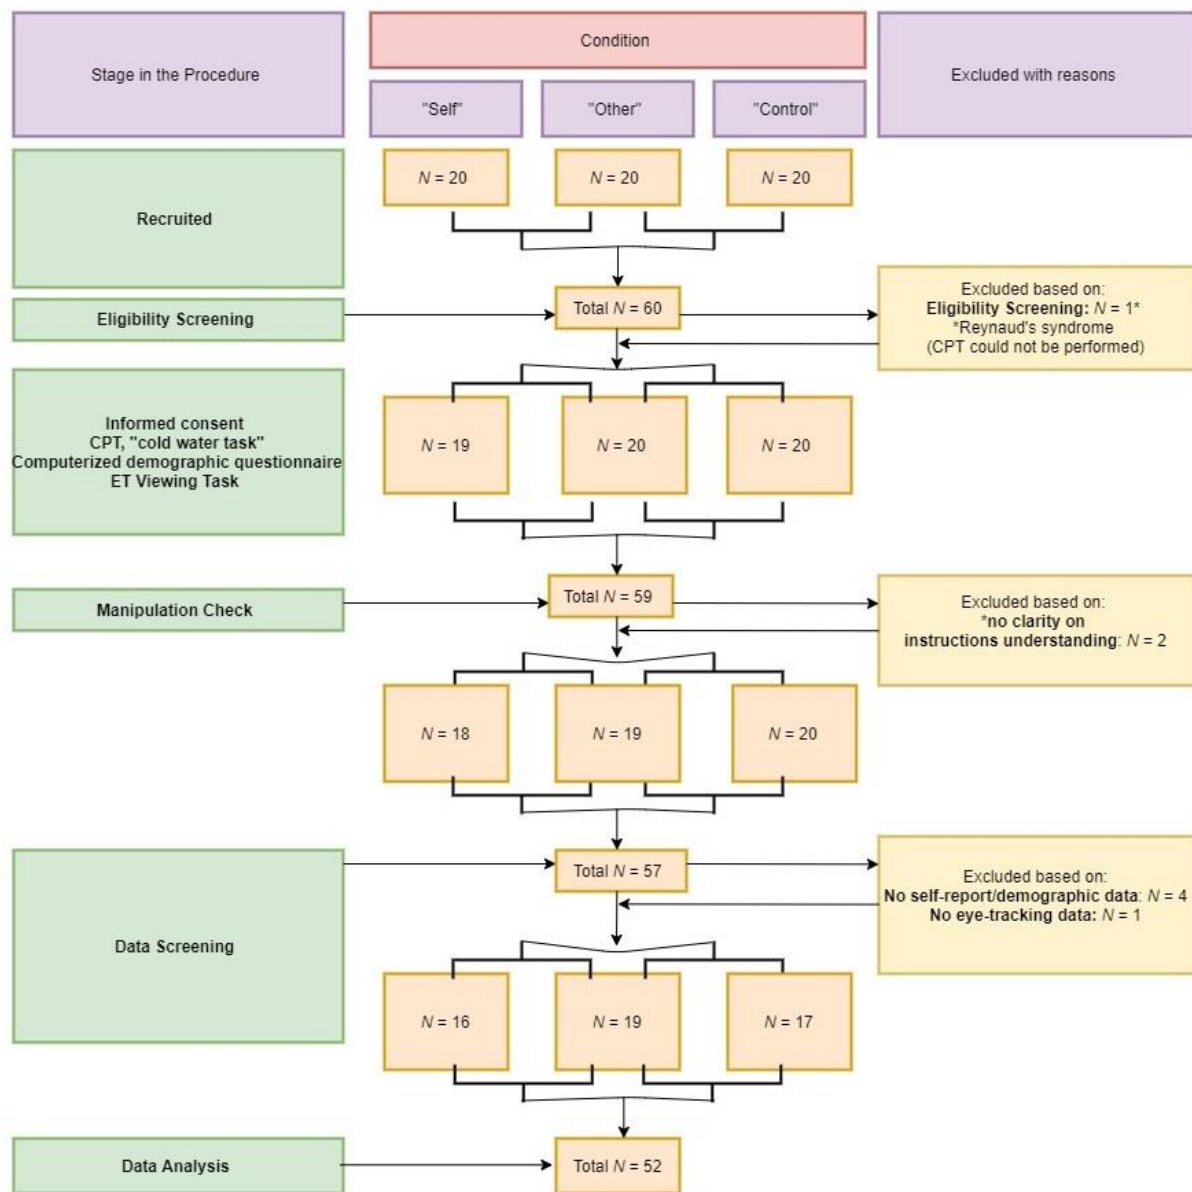 Stage in the Procedure
Condition
Excluded with reasons
"Self"
"Other"
"Control"
Recruited
N = 20
N = 20
N = 20
Eligibility Screening
Total N = 60
Excluded based on:
Eligibility Screening: N = 1*
*Reynaud's syndrome
(CPT could not be performed)
Informed consent
CPT, "cold water task"
Computerized demographic questionnaire
ET Viewing Task
N = 19
N = 20
N = 20
Manipulation Check
Total N = 59
Excluded based on:
*no clarity on
instructions understanding: N = 2
N = 18
N = 19
N = 20
Data Screening
Total N = 57
Excluded based on:
No self-report/demographic data: N = 4
No eye-tracking data: N = 1
N = 16
N = 19
N = 17
Data Analysis
Total N = 52